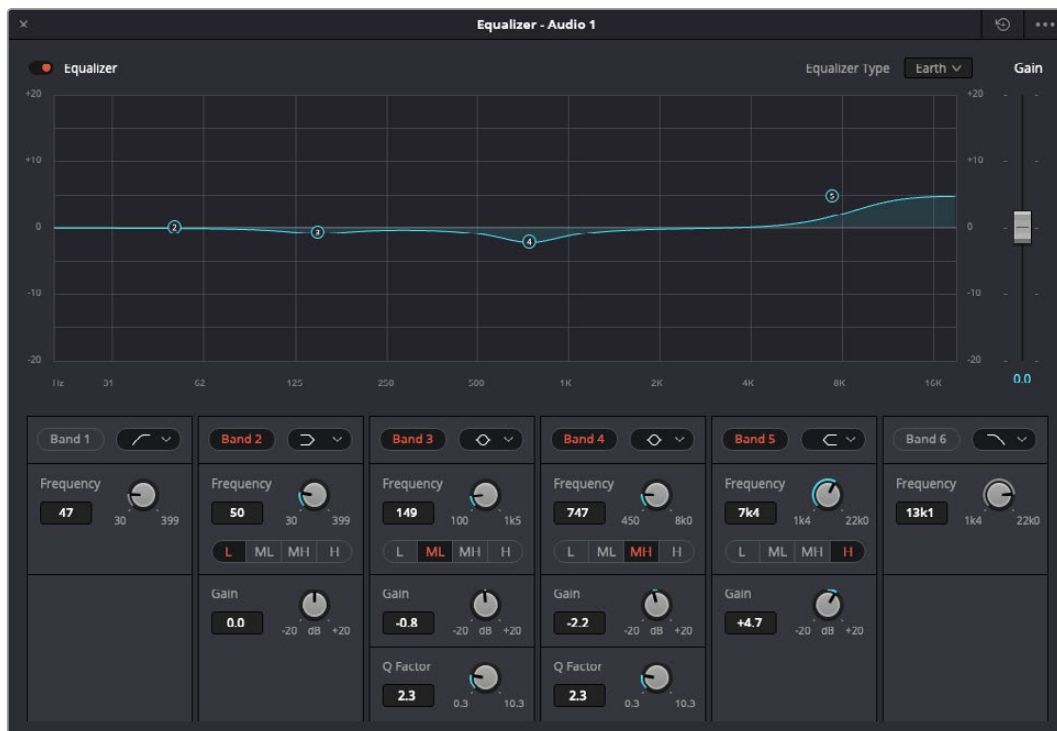 Equalizer - Audio 1
Equalizer
Equalizer Type Earth Gain
+20 +20
+10 +10
0 0
-10 -10
-20 -20
Hz 31 62 125 250 500 1K 2K 4K 8K 16K
0.0
2 3 4 5
Band 1 Band 2 Band 3 Band 4 Band 5 Band 6
Frequency Frequency Frequency Frequency Frequency Frequency
47 50 149 747 7k4 13k1
30 399 30 399 100 1k5 450 8k0 1k4 22k0 1k4 22k0
L ML MH H L ML MH H L ML MH H L ML MH H
Gain Gain Gain Gain
0.0 -0.8 -2.2 +4.7
-20 dB +20 -20 dB +20 -20 dB +20 -20 dB +20
Q Factor Q Factor
2.3 2.3
0.3 10.3 0.3 10.3